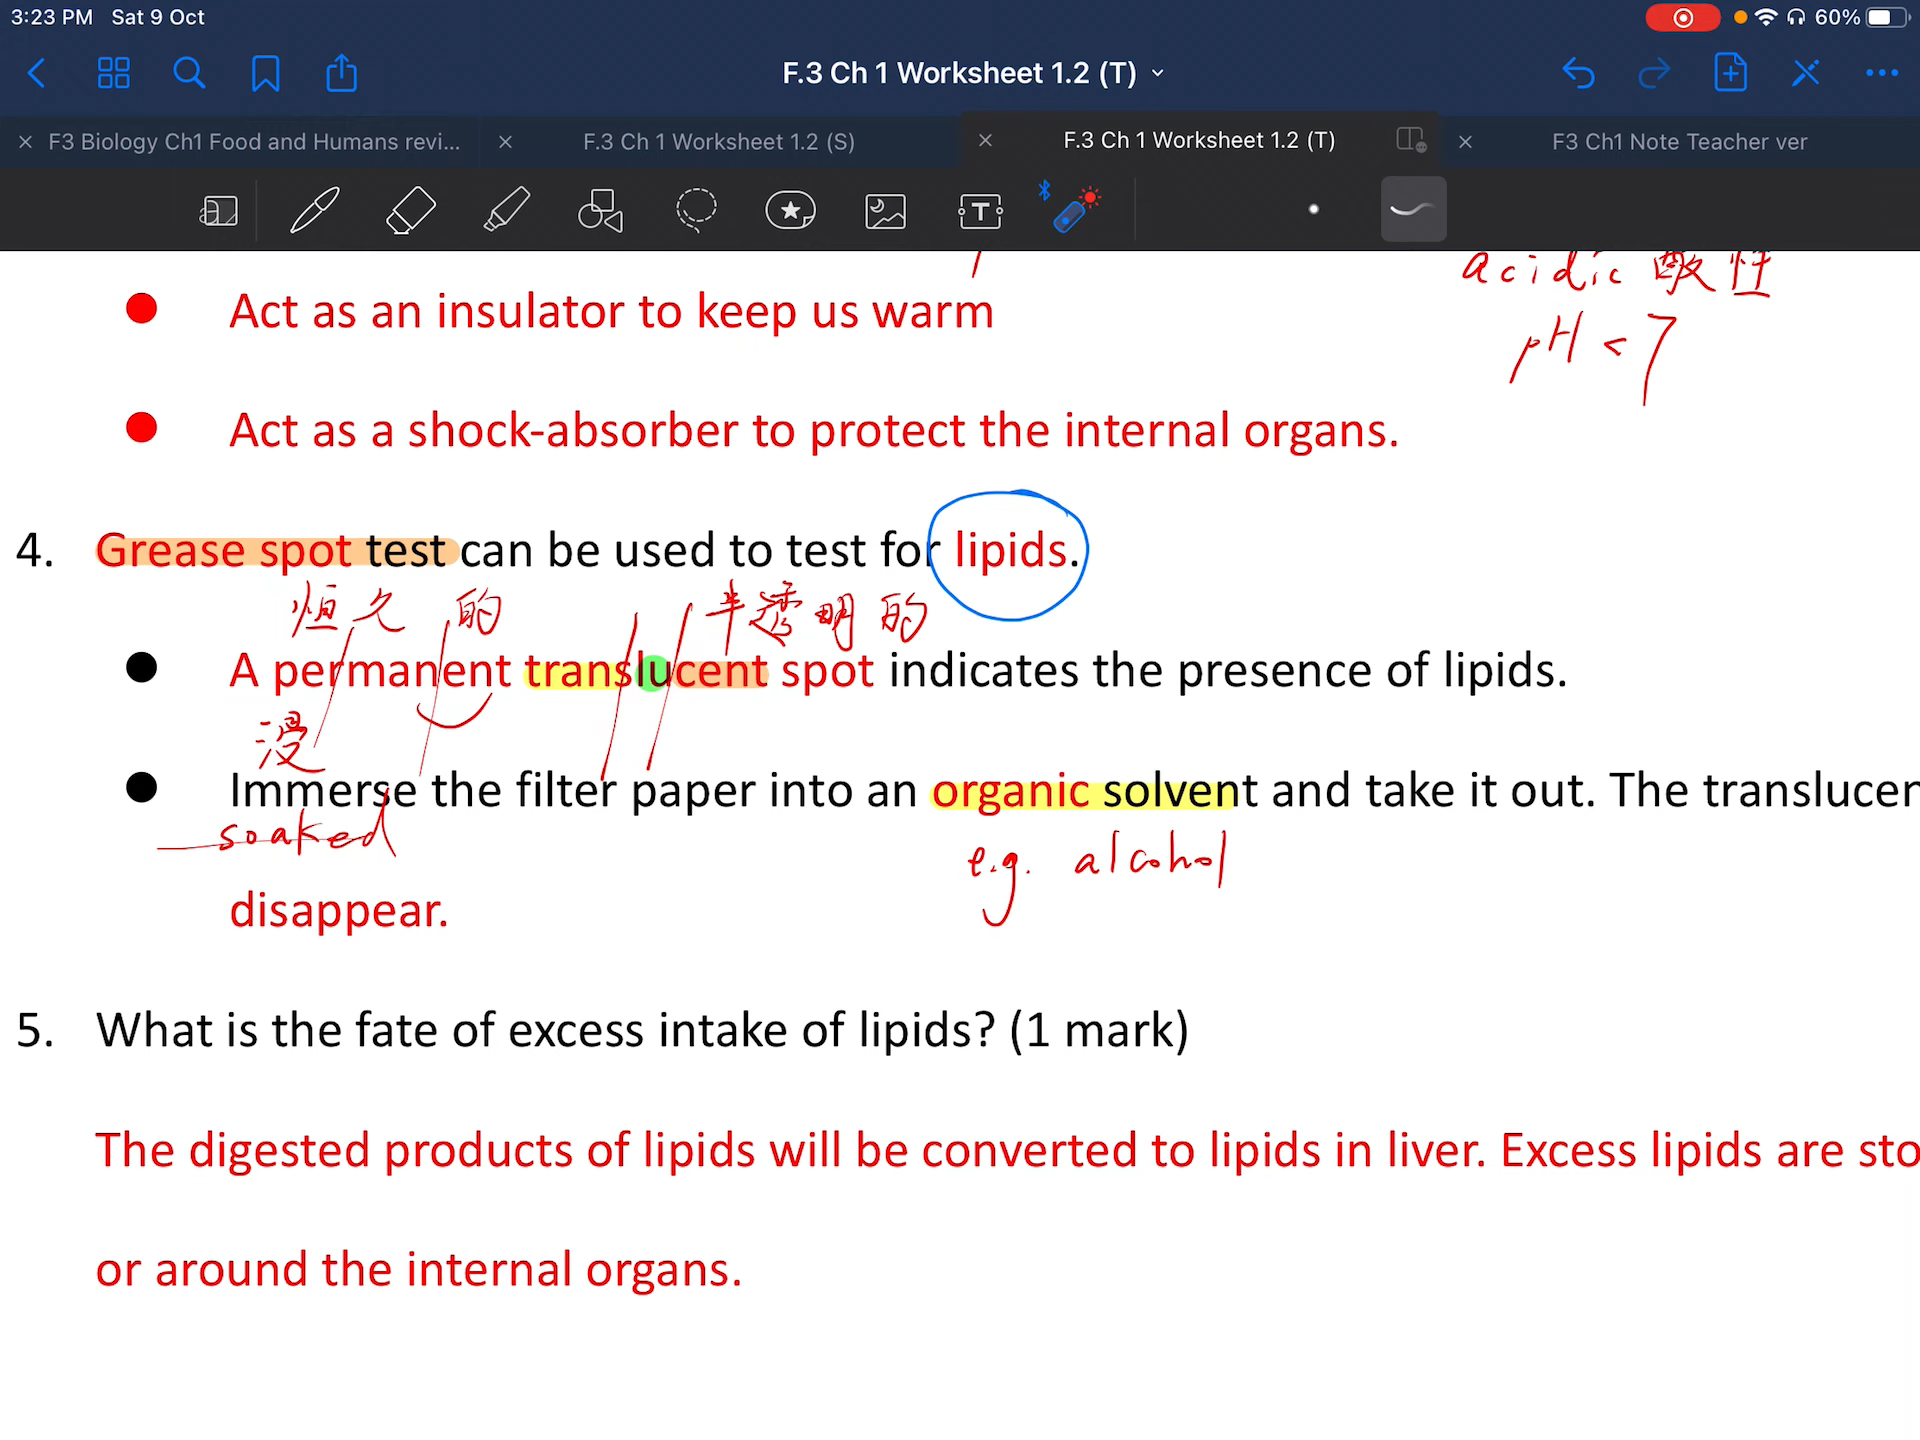 3:23 PM Sat 9 Oct 60%
F.3 Ch 1 Worksheet 1.2 (T)
F3 Biology Ch1 Food and Humans revi...
F.3 Ch 1 Worksheet 1.2 (S)
F.3 Ch 1 Worksheet 1.2 (T)
F3 Ch1 Note Teacher ver
acidic 酸性
Act as an insulator to keep us warm
pH < 7
Act as a shock-absorber to protect the internal organs.
4. Grease spot test can be used to test for lipids.
恒久的 半透明的
A permanent translucent spot indicates the presence of lipids.
浸
Immerse the filter paper into an organic solvent and take it out. The translucen
soaked
e.g. alcohol
disappear.
5. What is the fate of excess intake of lipids? (1 mark)
The digested products of lipids will be converted to lipids in liver. Excess lipids are sto
or around the internal organs.